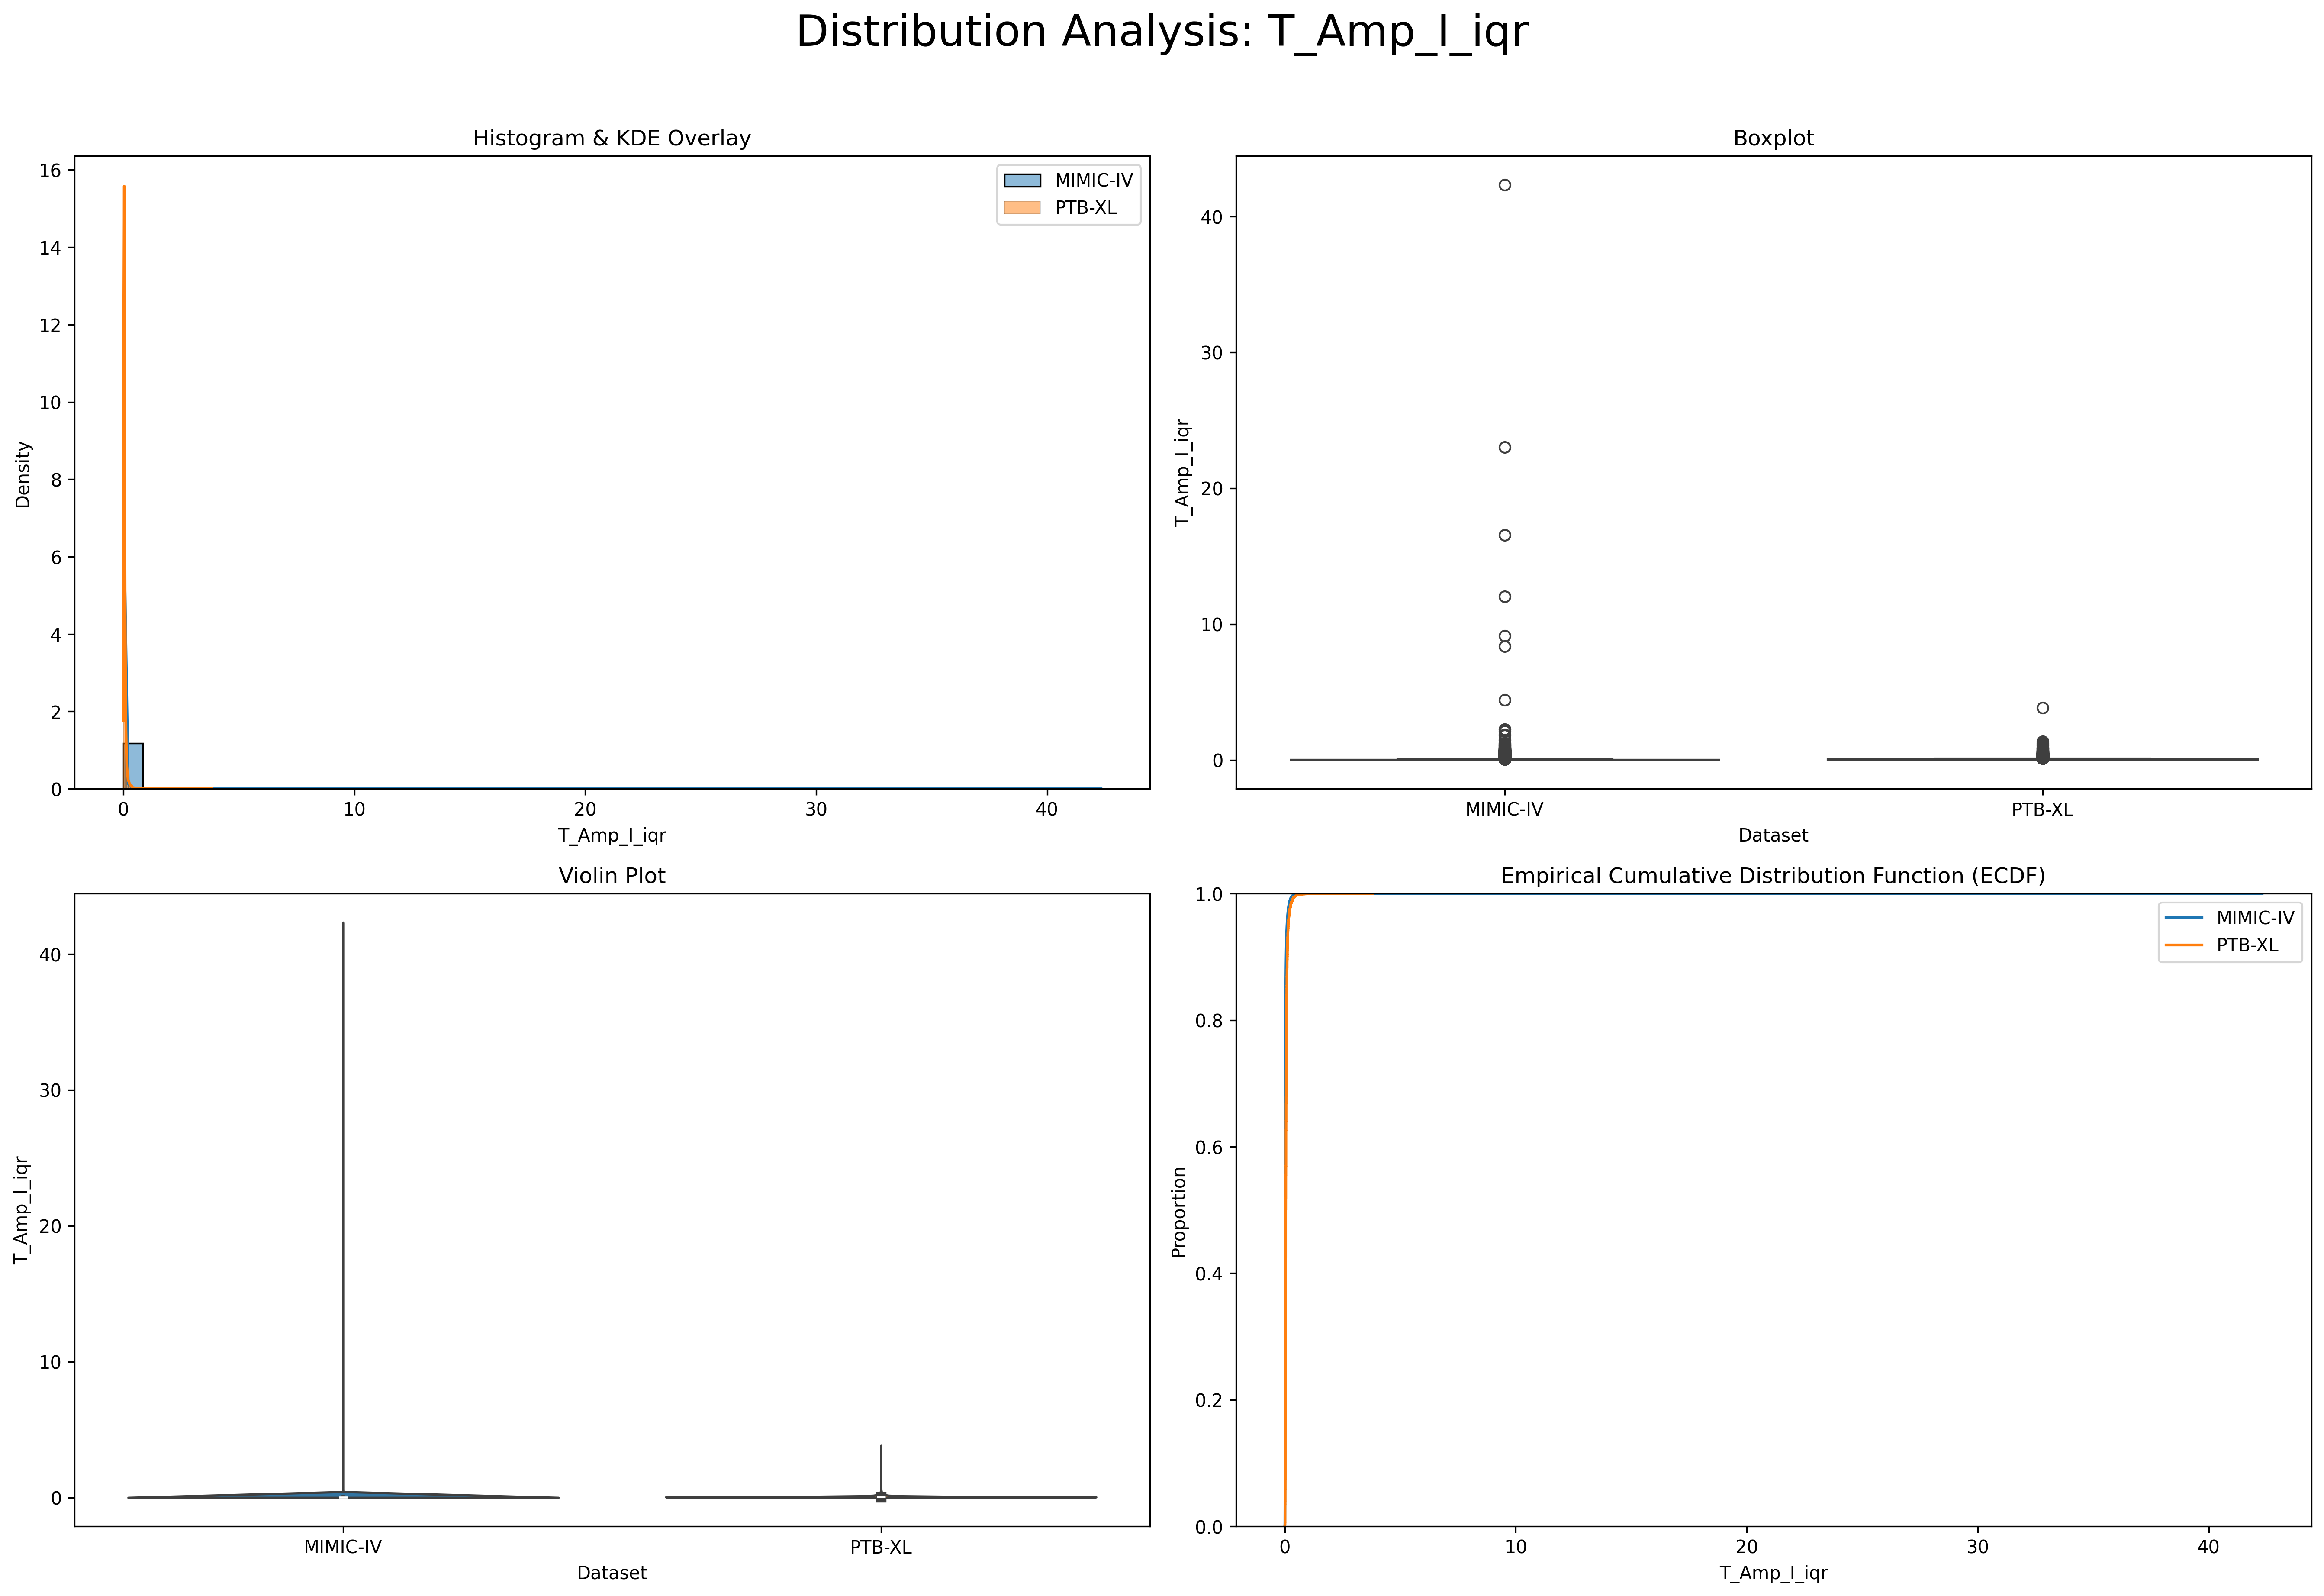 Distribution Analysis: T_Amp_I_iqr
Histogram & KDE Overlay
16
14
12
10
8
6
4
2
0
Density
0
10
20
30
40
T_Amp_I_iqr
MIMIC-IV
PTB-XL
Boxplot
40
30
20
10
0
T_Amp_I_iqr
MIMIC-IV
PTB-XL
Dataset
Violin Plot
40
30
20
10
0
T_Amp_I_iqr
MIMIC-IV
PTB-XL
Dataset
Empirical Cumulative Distribution Function (ECDF)
1.0
0.8
0.6
0.4
0.2
0.0
Proportion
0
10
20
30
40
T_Amp_I_iqr
MIMIC-IV
PTB-XL